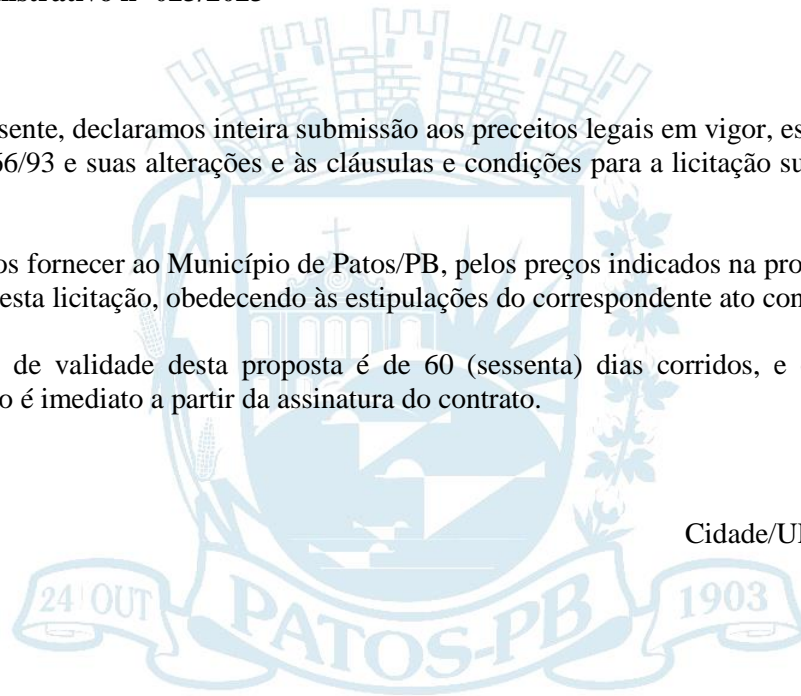 sente, declaramos inteira submissão aos preceitos legais em vigor, es
66/93 e suas alterações e às cláusulas e condições para a licitação su
os fornecer ao Município de Patos/PB, pelos preços indicados na pro
esta licitação, obedecendo às estipulações do correspondente ato con
de validade desta proposta é de 60 (sessenta) dias corridos, e
o é imediato a partir da assinatura do contrato.
Cidade/U
24 OUT
PATOS-PB
1903